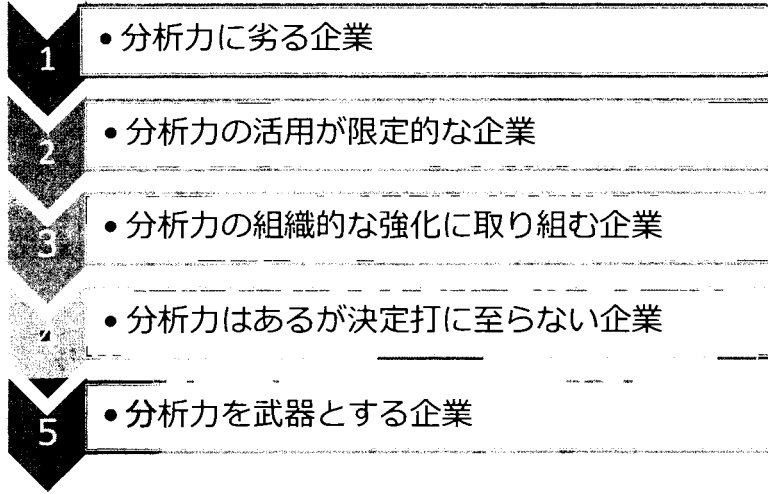 1
• 分析力に劣る企業
2
• 分析力の活用が限定的な企業
3
• 分析力の組織的な強化に取り組む企業
• 分析力はあるが決定打に至らない企業
5
• 分析力を武器とする企業